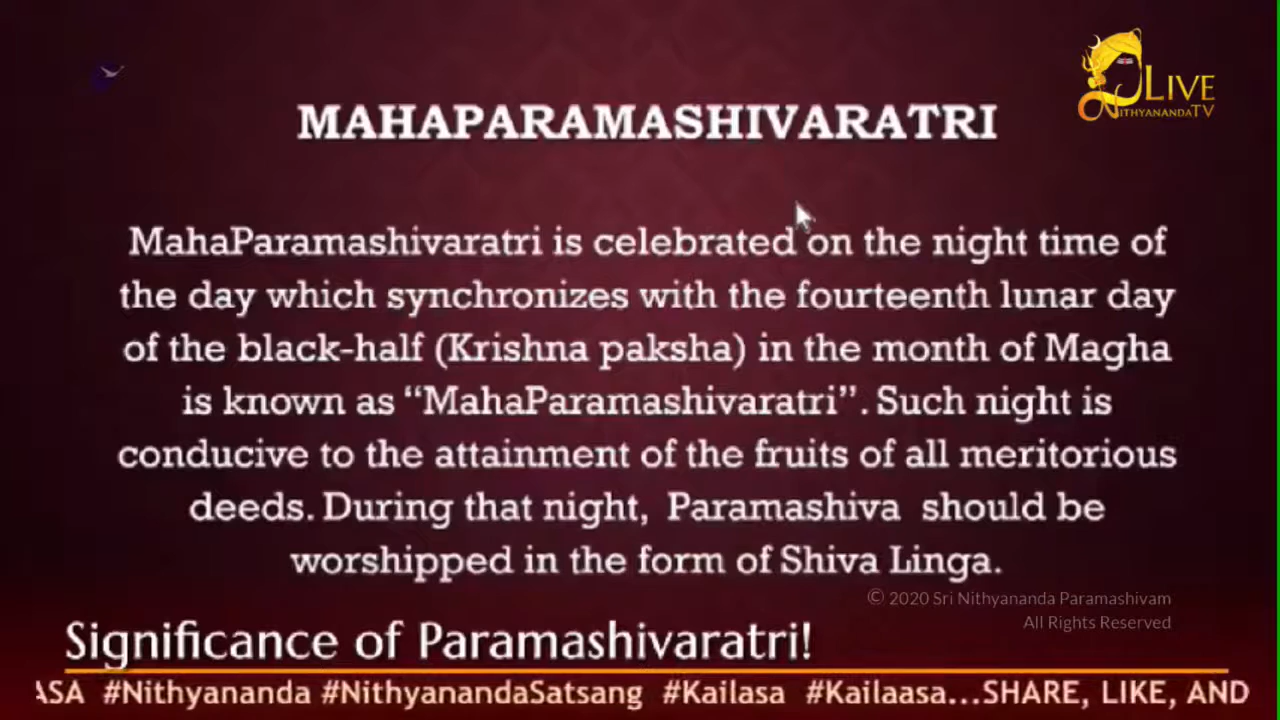 LIVE
NITHYANANDATV
MAHAPARAMASHIVARATRI
MahaParamashivaratri is celebrated on the night time of
the day which synchronizes with the fourteenth lunar day
of the black-half (Krishna paksha) in the month of Magha
is known as “MahaParamashivaratri”. Such night is
conducive to the attainment of the fruits of all meritorious
deeds. During that night, Paramashiva should be
worshipped in the form of Shiva Linga.
© 2020 Sri Nithyananda Paramashivam
All Rights Reserved
Significance of Paramashivaratri!
ASA #Nithyananda #NithyanandaSatsang #Kailasa #Kailaasa...SHARE, LIKE, AND